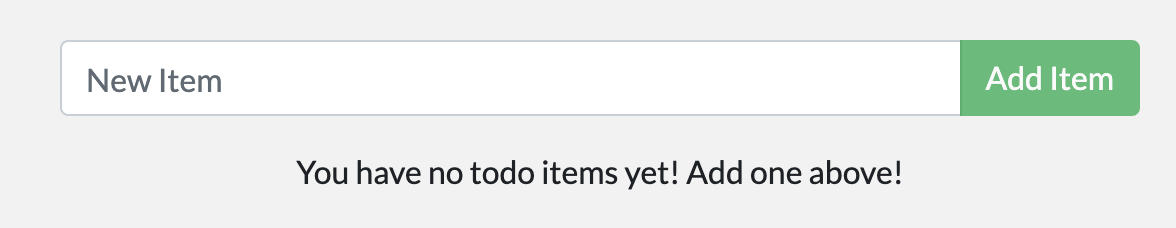 New Item
Add Item
You have no todo items yet! Add one above!